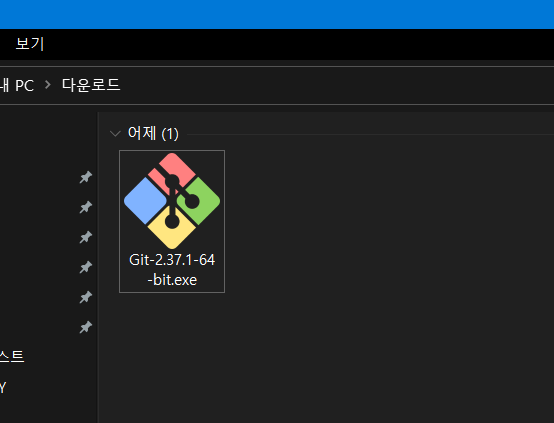 보기
내 PC > 다운로드
어제 (1)
Git-2.37.1-64
-bit.exe
스트
Y